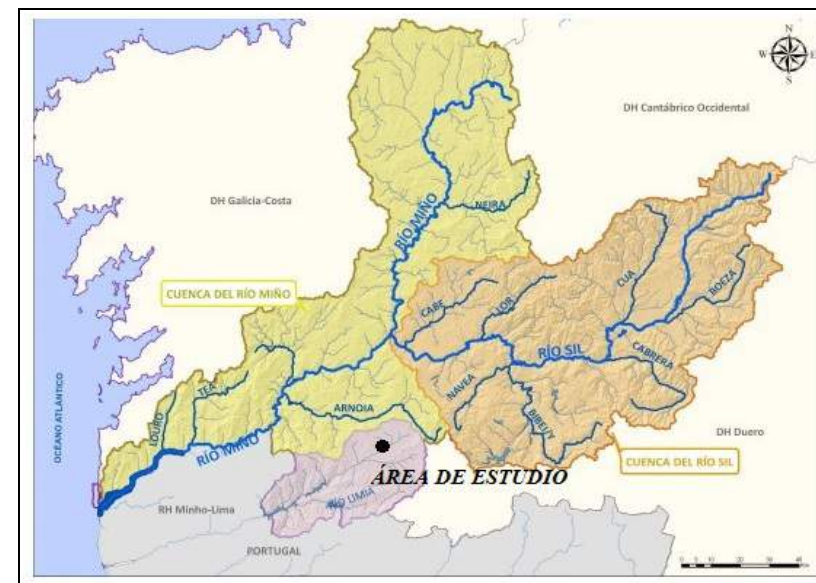 N
W E
S
DH Cantábrico Occidental
DH Galicia-Costa
NEIRA
RÍO MIÑO
CUENCA DEL RÍO MIÑO
CABE
LOR
CUA
BOEZA
RÍO SIL
CABRERA
NAVEA
BIBEI/Y
TEA
LOURO
ARNOIA
OCÉANO ATLÁNTICO
RÍO MIÑO
DH Duero
CUENCA DEL RÍO SIL
ÁREA DE ESTUDIO
RÍO LIMIA
RH Minho-Lima
PORTUGAL